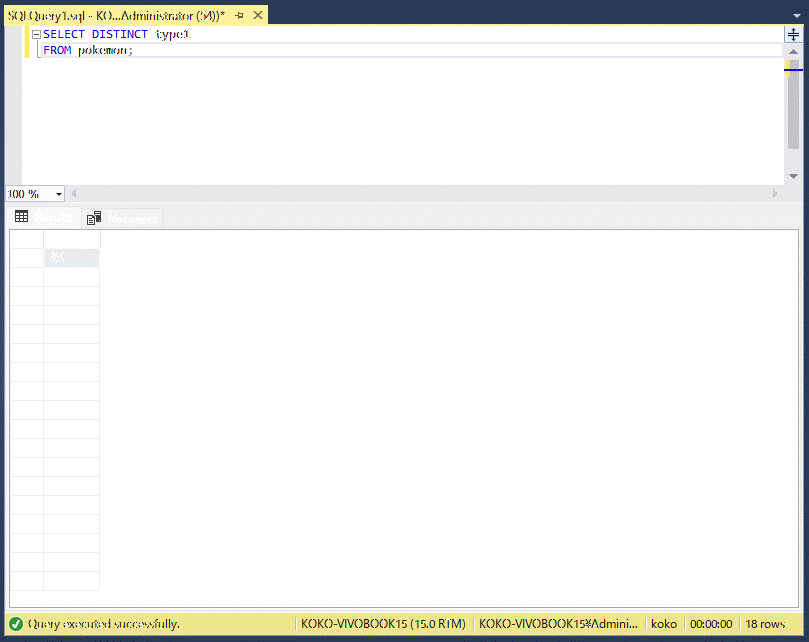 SQLQuery1.sql - KO...Administrator (54))*
SELECT DISTINCT type1
FROM pokemon;
100 %
Results
Messages
あく
Query executed successfully.
KOKO-VIVOBOOK15 (15.0 RTM)
KOKO-VIVOBOOK15¥Admini...
koko
00:00:00
18 rows